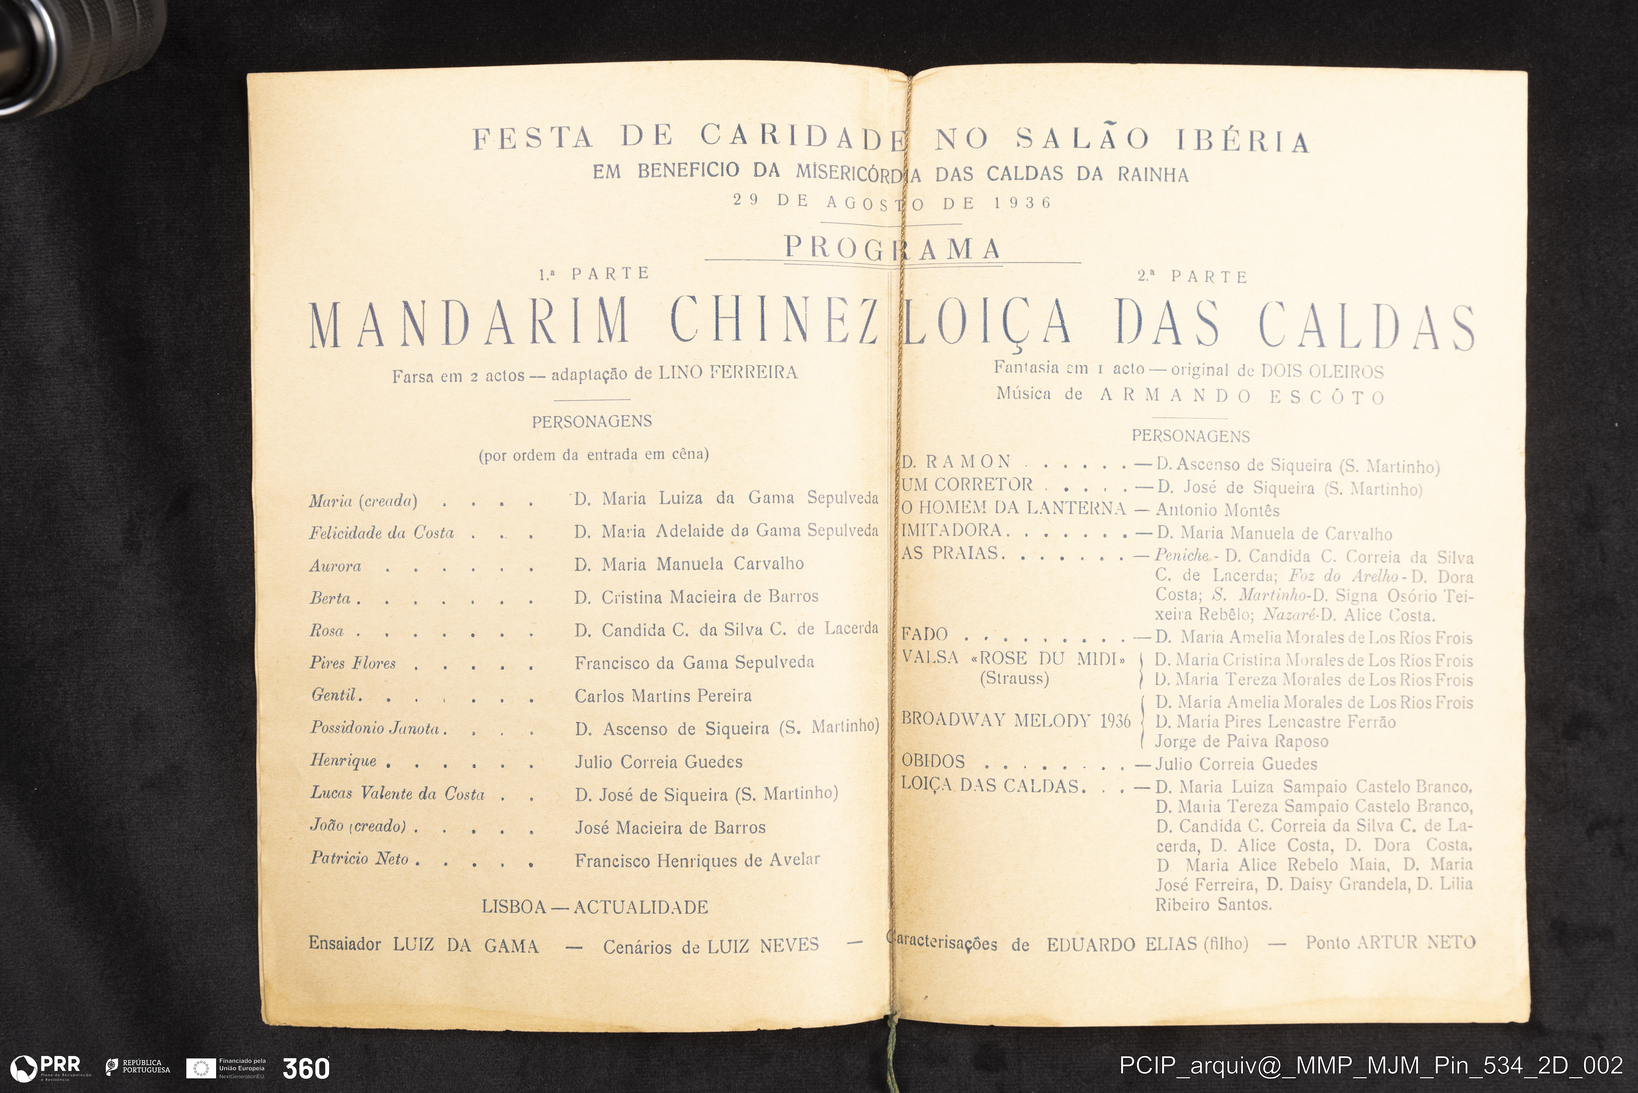 FESTA DE CARIDADE NO SALÃO IBÉRIA
EM BENEFICIO DA MISERICÓRDIA DAS CALDAS DA RAINHA
29 DE AGOSTO DE 1936
PROGRAMA
1.ª PARTE
MANDARIM CHINEZ
Farsa em 2 actos — adaptação de LINO FERREIRA
PERSONAGENS
(por ordem da entrada em cêna)
Maria (creada) . . . . D. Maria Luiza da Gama Sepulveda
Felicidade da Costa . . . D. Maria Adelaide da Gama Sepulveda
Aurora . . . . . . D. Maria Manuela Carvalho
Berta . . . . . . . D. Cristina Macieira de Barros
Rosa . . . . . . . D. Candida C. da Silva C. de Lacerda
Pires Flores . . . . . Francisco da Gama Sepulveda
Gentil . . . . . . . Carlos Martins Pereira
Possidonio Janota . . . . D. Ascenso de Siqueira (S. Martinho)
Henrique . . . . . . Julio Correia Guedes
Lucas Valente da Costa . . D. José de Siqueira (S. Martinho)
João (creado) . . . . . José Macieira de Barros
Patricio Neto . . . . . Francisco Henriques de Avelar
LISBOA — ACTUALIDADE
2.ª PARTE
LOIÇA DAS CALDAS
Fantasia em 1 acto — original de DOIS OLEIROS
Música de ARMANDO ESCÔTO
PERSONAGENS
D. RAMON . . . . . . — D. Ascenso de Siqueira (S. Martinho)
UM CORRETOR . . . . . — D. José de Siqueira (S. Martinho)
O HOMEM DA LANTERNA — Antonio Montês
IMITADORA . . . . . . . — D. Maria Manuela de Carvalho
AS PRAIAS . . . . . . . — Peniche - D. Candida C. Correia da Silva
C. de Lacerda; Foz do Arelho - D. Dora
Costa; S. Martinho-D. Signa Osório Tei-
xeira Rebêlo; Nazaré-D. Alice Costa.
FADO . . . . . . . . . — D. Maria Amelia Morales de Los Rios Frois
VALSA «ROSE DU MIDI» D. Maria Cristina Morales de Los Rios Frois
(Strauss) D. Maria Tereza Morales de Los Rios Frois
D. Maria Amelia Morales de Los Rios Frois
BROADWAY MELODY 1936 D. Maria Pires Lencastre Ferrão
Jorge de Paiva Raposo
OBIDOS . . . . . . . . — Julio Correia Guedes
LOIÇA DAS CALDAS . . . — D. Maria Luiza Sampaio Castelo Branco,
D. Maria Tereza Sampaio Castelo Branco,
D. Candida C. Correia da Silva C. de La-
cerda, D. Alice Costa, D. Dora Costa,
D Maria Alice Rebelo Maia, D. Maria
José Ferreira, D. Daisy Grandela, D. Lilia
Ribeiro Santos.
Ensaiador LUIZ DA GAMA — Cenários de LUIZ NEVES — Caracterisações de EDUARDO ELIAS (filho) — Ponto ARTUR NETO
PRR
Plano de Recuperação
e Resiliência
REPÚBLICA
PORTUGUESA
Financiado pela
União Europeia
NextGenerationEU
360
PCIP_arquiv@_MMP_MJM_Pin_534_2D_002